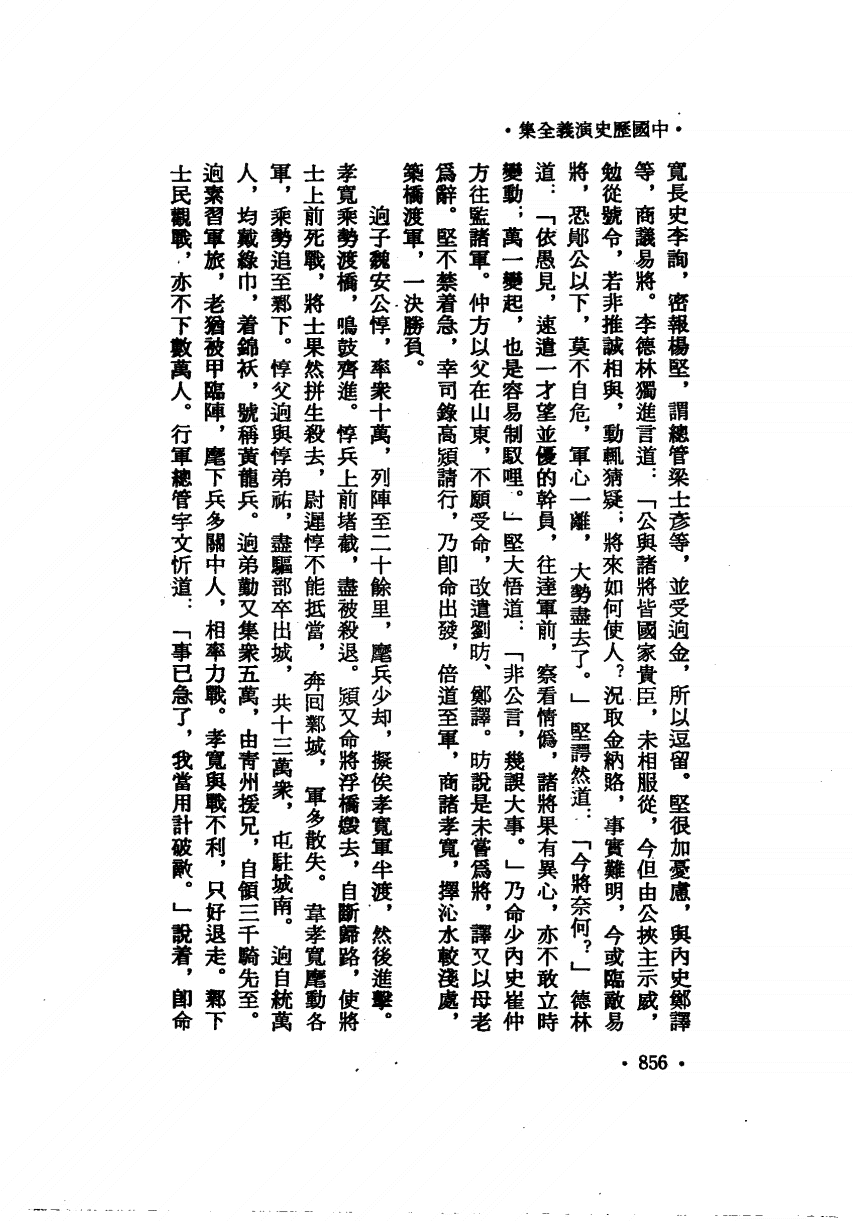 ・中國歷史演義全集・
寬長史李詢，密報楊堅，謂總管梁士彥等，並受逈金，所以逗留。堅很加憂慮，與內史鄭譯
等，商議易將。李德林獨進言道：「公與諸將皆國家貴臣，未相服從，今但由公挾主示威，
勉從號令，若非推誠相與，動輒猜疑；將來如何使人？況取金納賂，事實難明，今或臨敵易
將，恐鄖公以下，莫不自危，軍心一離，大勢盡去了。」堅諤然道：「今將奈何？」德林
道：「依愚見，速遣一才望並優的幹員，往達軍前，察看情僞，諸將果有異心，亦不敢立時
變動；萬一變起，也是容易制馭哩。」堅大悟道：「非公言，幾誤大事。」乃命少內史崔仲
方往監諸軍。仲方以父在山東，不願受命，改遣劉昉、鄭譯。昉說是未嘗爲將，譯又以母老
爲辭。堅不禁着急，幸司錄高熲請行，乃卽命出發，倍道至軍，商諸孝寬，擇沁水較淺處，
築橋渡軍，一決勝負。
逈子魏安公惇，率衆十萬，列陣至二十餘里，麾兵少却，擬俟孝寬軍半渡，然後進擊。
孝寬乘勢渡橋，鳴鼓齊進。惇兵上前堵截，盡被殺退。熲又命將浮橋燬去，自斷歸路，使將
士上前死戰，將士果然拼生殺去，尉遲惇不能抵當，奔回鄴城，軍多散失。韋孝寬麾動各
軍，乘勢追至鄴下。惇父逈與惇弟祐，盡驅部卒出城，共十三萬衆，屯駐城南。逈自統萬
人，均戴綠巾，着錦袄，號稱黃龍兵。逈弟勤又集衆五萬，由青州援兄，自領三千騎先至。
逈素習軍旅，老猶被甲臨陣，麾下兵多關中人，相率力戰。孝寬與戰不利，只好退走。鄴下
士民觀戰，亦不下數萬人。行軍總管宇文忻道：「事已急了，我當用計破敵。」說着，卽命
・856・